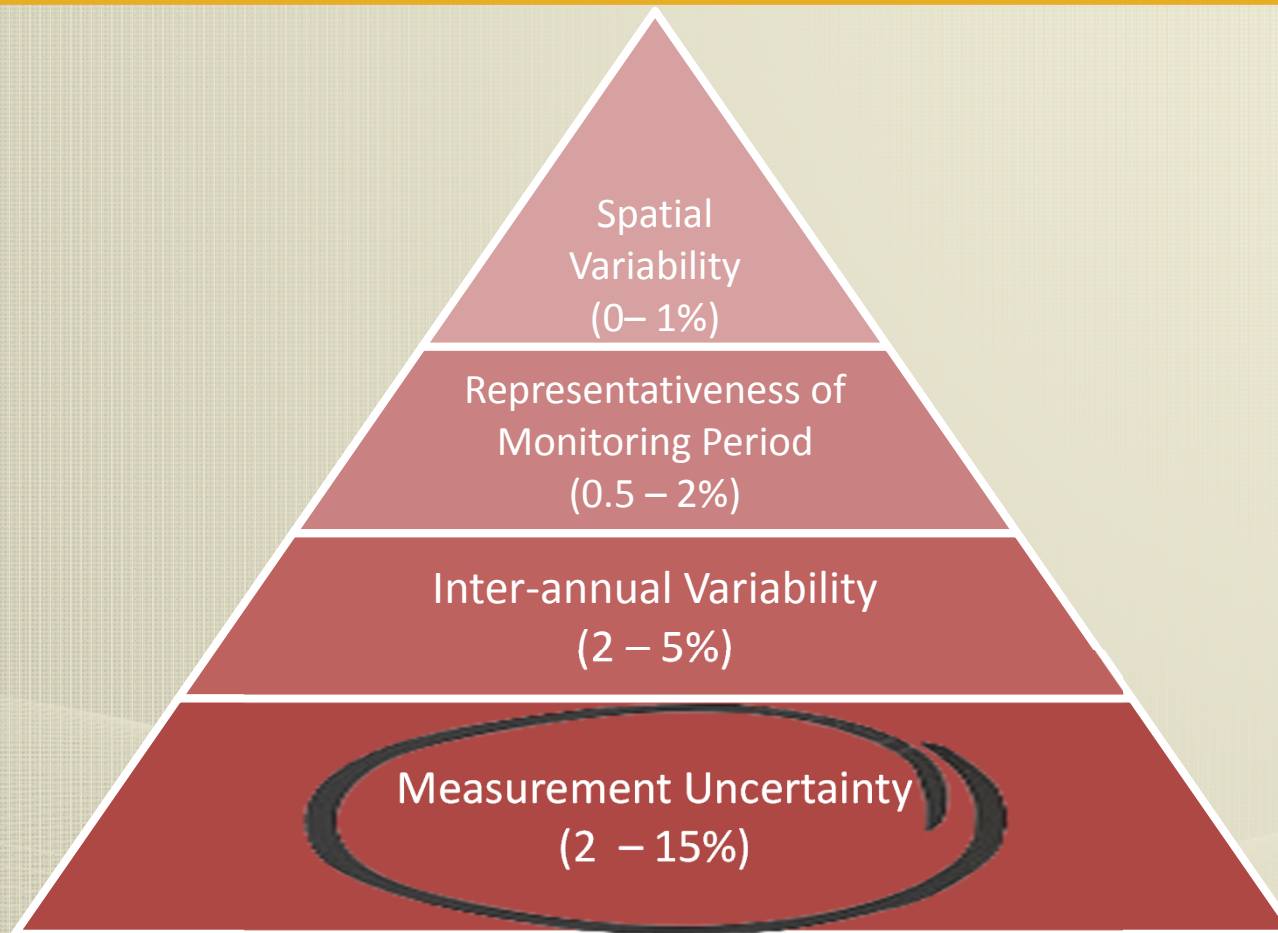 Spatial
Variability
(0– 1%)
Representativeness of
Monitoring Period
(0.5 – 2%)
Inter-annual Variability
(2 – 5%)
Measurement Uncertainty
(2  – 15%)